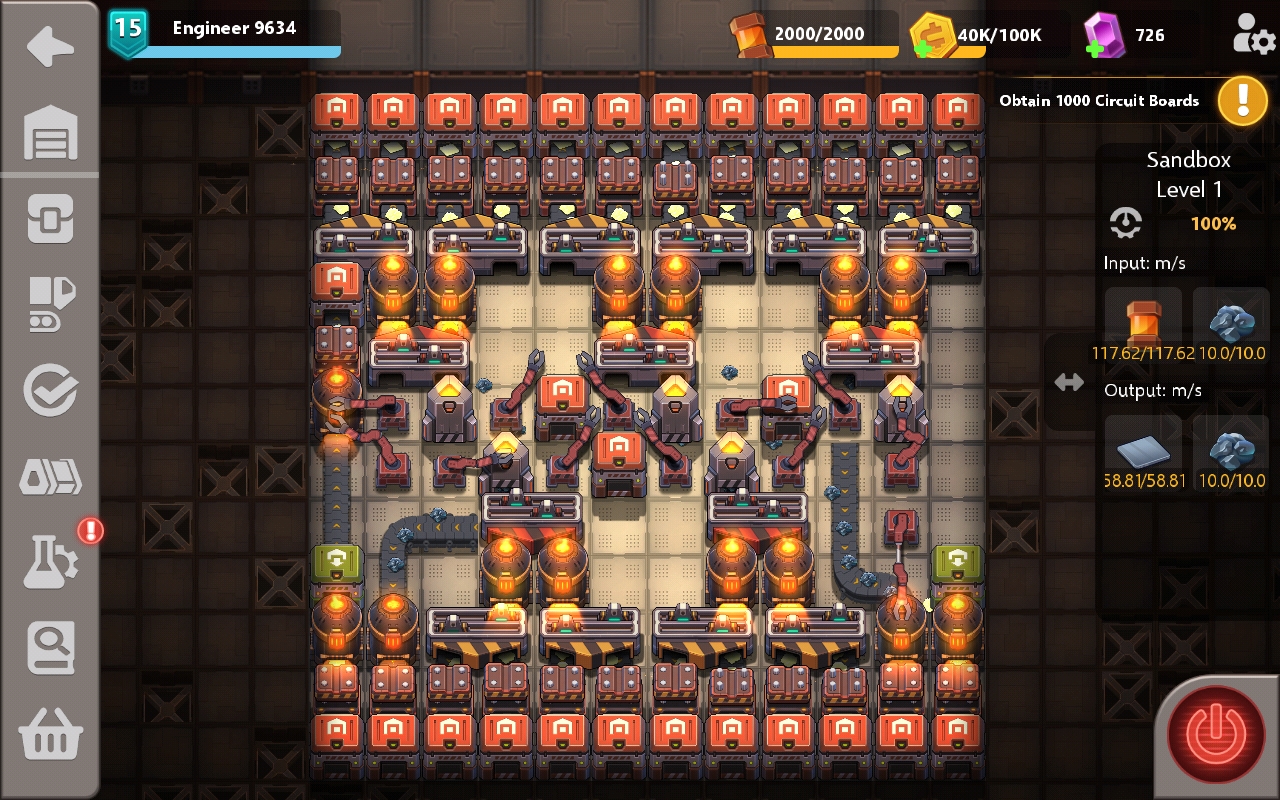 15
Engineer 9634
2000/2000
40K/100K
726
Obtain 1000 Circuit Boards
Sandbox
Level 1
100%
Input: m/s
117.62/117.62
10.0/10.0
Output: m/s
58.81/58.81
10.0/10.0